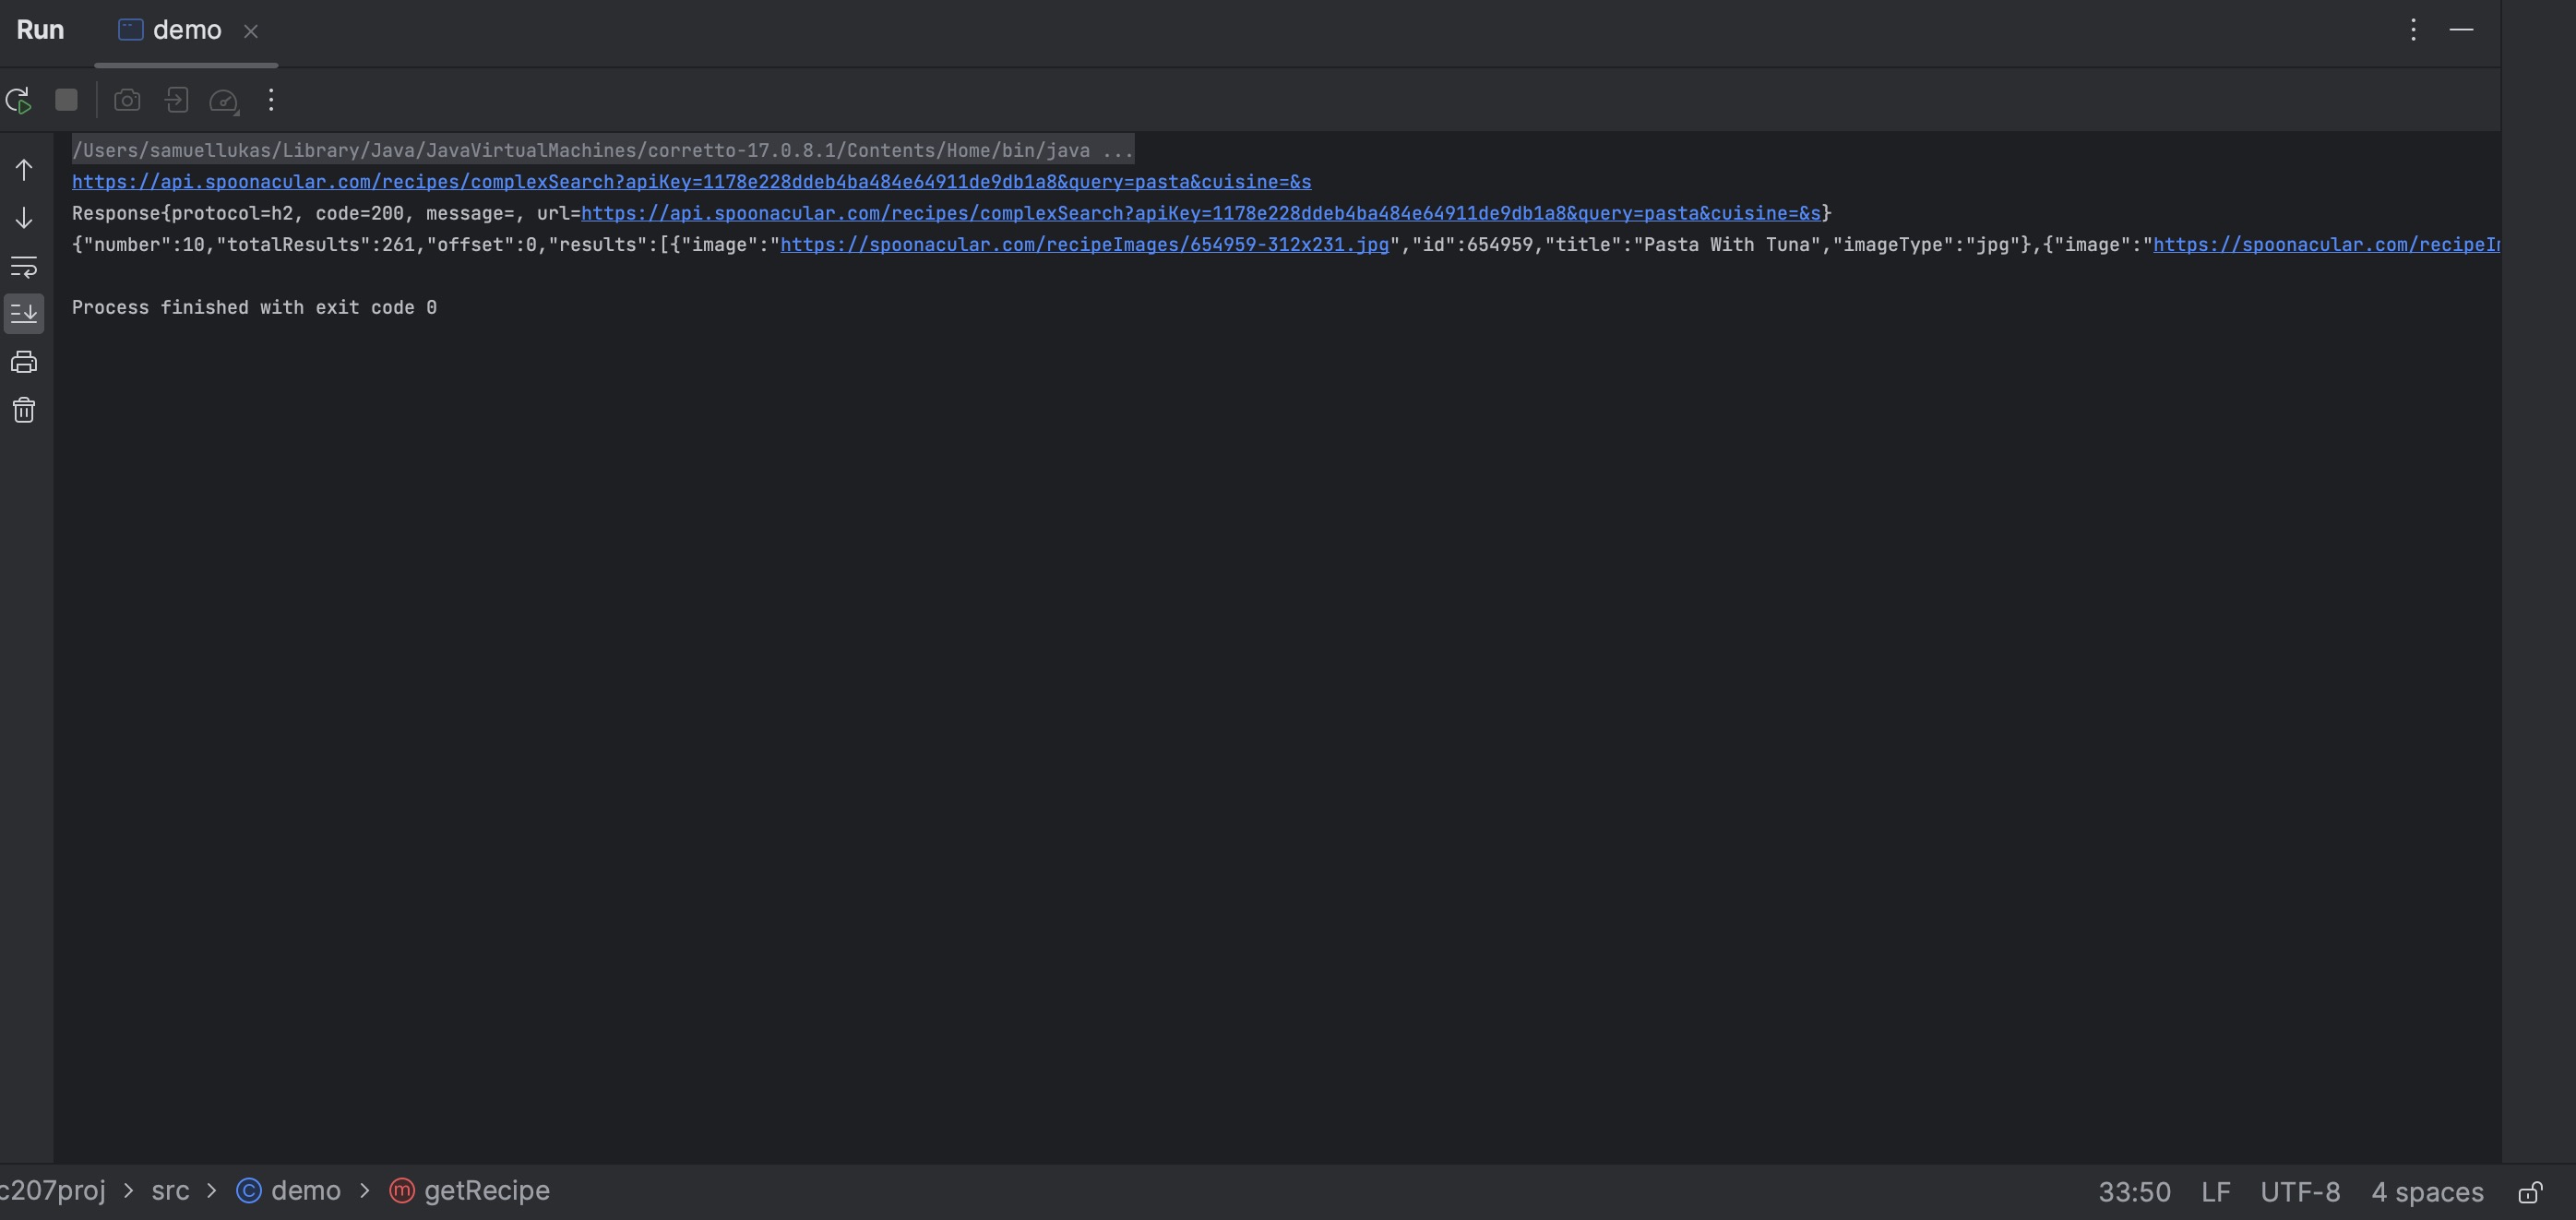 Run demo
/Users/samuellukas/Library/Java/JavaVirtualMachines/corretto-17.0.8.1/Contents/Home/bin/java ...
https://api.spoonacular.com/recipes/complexSearch?apiKey=1178e228ddeb4ba484e64911de9db1a8&query=pasta&cuisine=&s
Response{protocol=h2, code=200, message=, url=https://api.spoonacular.com/recipes/complexSearch?apiKey=1178e228ddeb4ba484e64911de9db1a8&query=pasta&cuisine=&s}
{"number":10,"totalResults":261,"offset":0,"results":[{"image":"https://spoonacular.com/recipeImages/654959-312x231.jpg","id":654959,"title":"Pasta With Tuna","imageType":"jpg"},{"image":"https://spoonacular.com/recipeI
Process finished with exit code 0
c207proj > src > demo > getRecipe 33:50 LF UTF-8 4 spaces